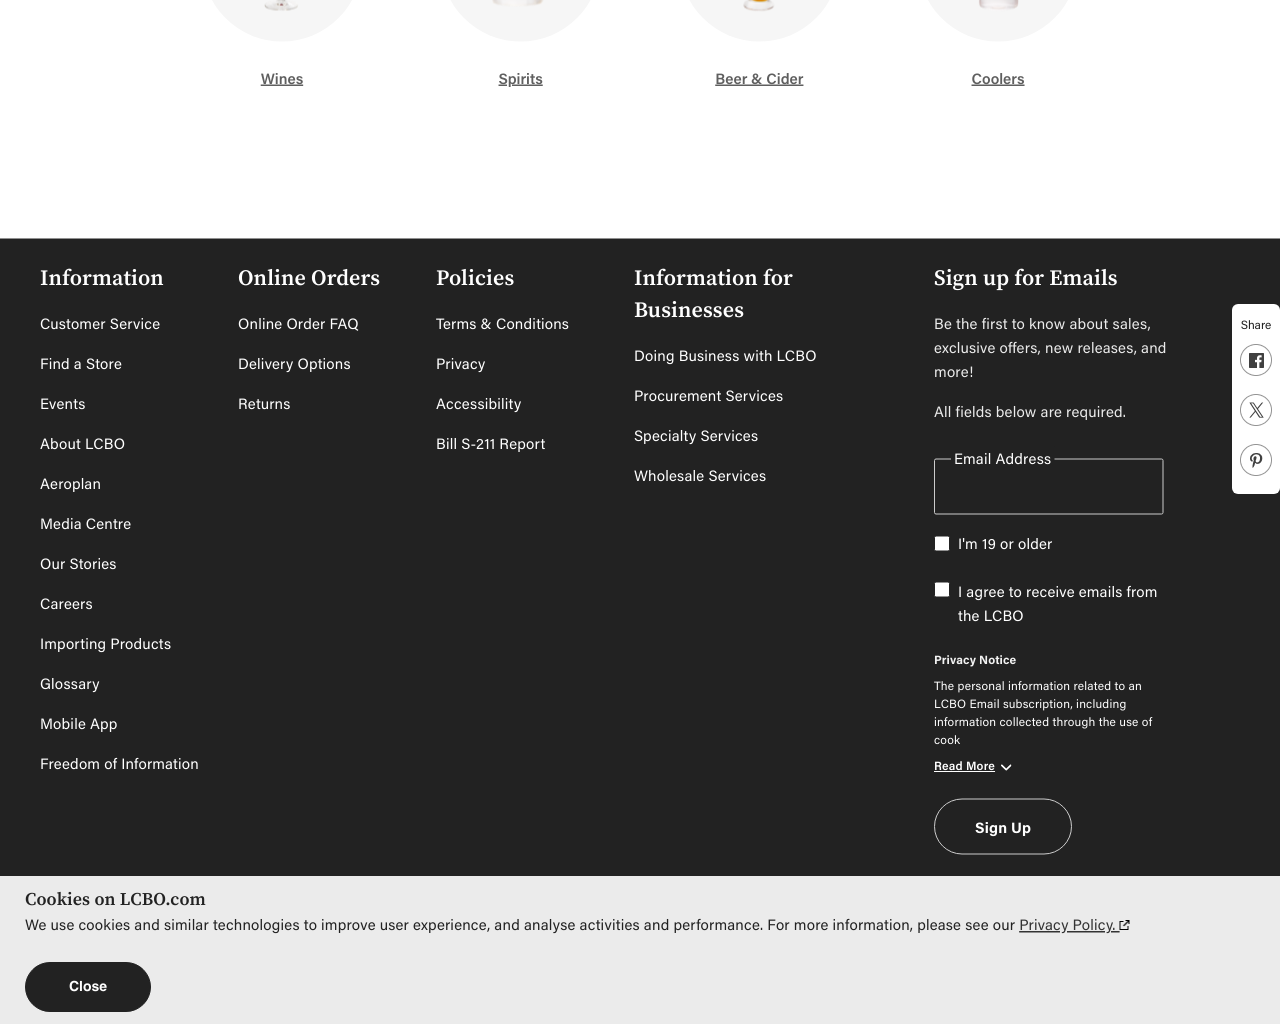 Wines
Spirits
Beer & Cider
Coolers
Information
Customer Service
Find a Store
Events
About LCBO
Aeroplan
Media Centre
Our Stories
Careers
Importing Products
Glossary
Mobile App
Freedom of Information
Online Orders
Online Order FAQ
Delivery Options
Returns
Policies
Terms & Conditions
Privacy
Accessibility
Bill S-211 Report
Information for
Businesses
Doing Business with LCBO
Procurement Services
Specialty Services
Wholesale Services
Sign up for Emails
Be the first to know about sales,
exclusive offers, new releases, and
more!
All fields below are required.
Email Address
I'm 19 or older
I agree to receive emails from
the LCBO
Privacy Notice
The personal information related to an
LCBO Email subscription, including
information collected through the use of
cook
Read More
Sign Up
Share
Cookies on LCBO.com
We use cookies and similar technologies to improve user experience, and analyse activities and performance. For more information, please see our Privacy Policy.
Close